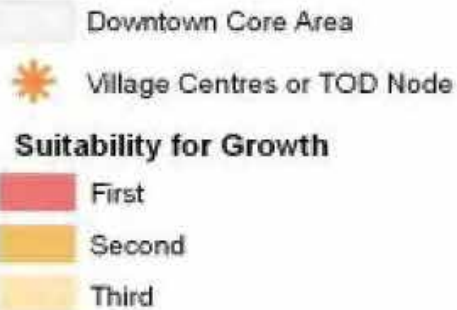 Downtown Core Area
Village Centres or TOD Node
Suitability for Growth
First
Second
Third